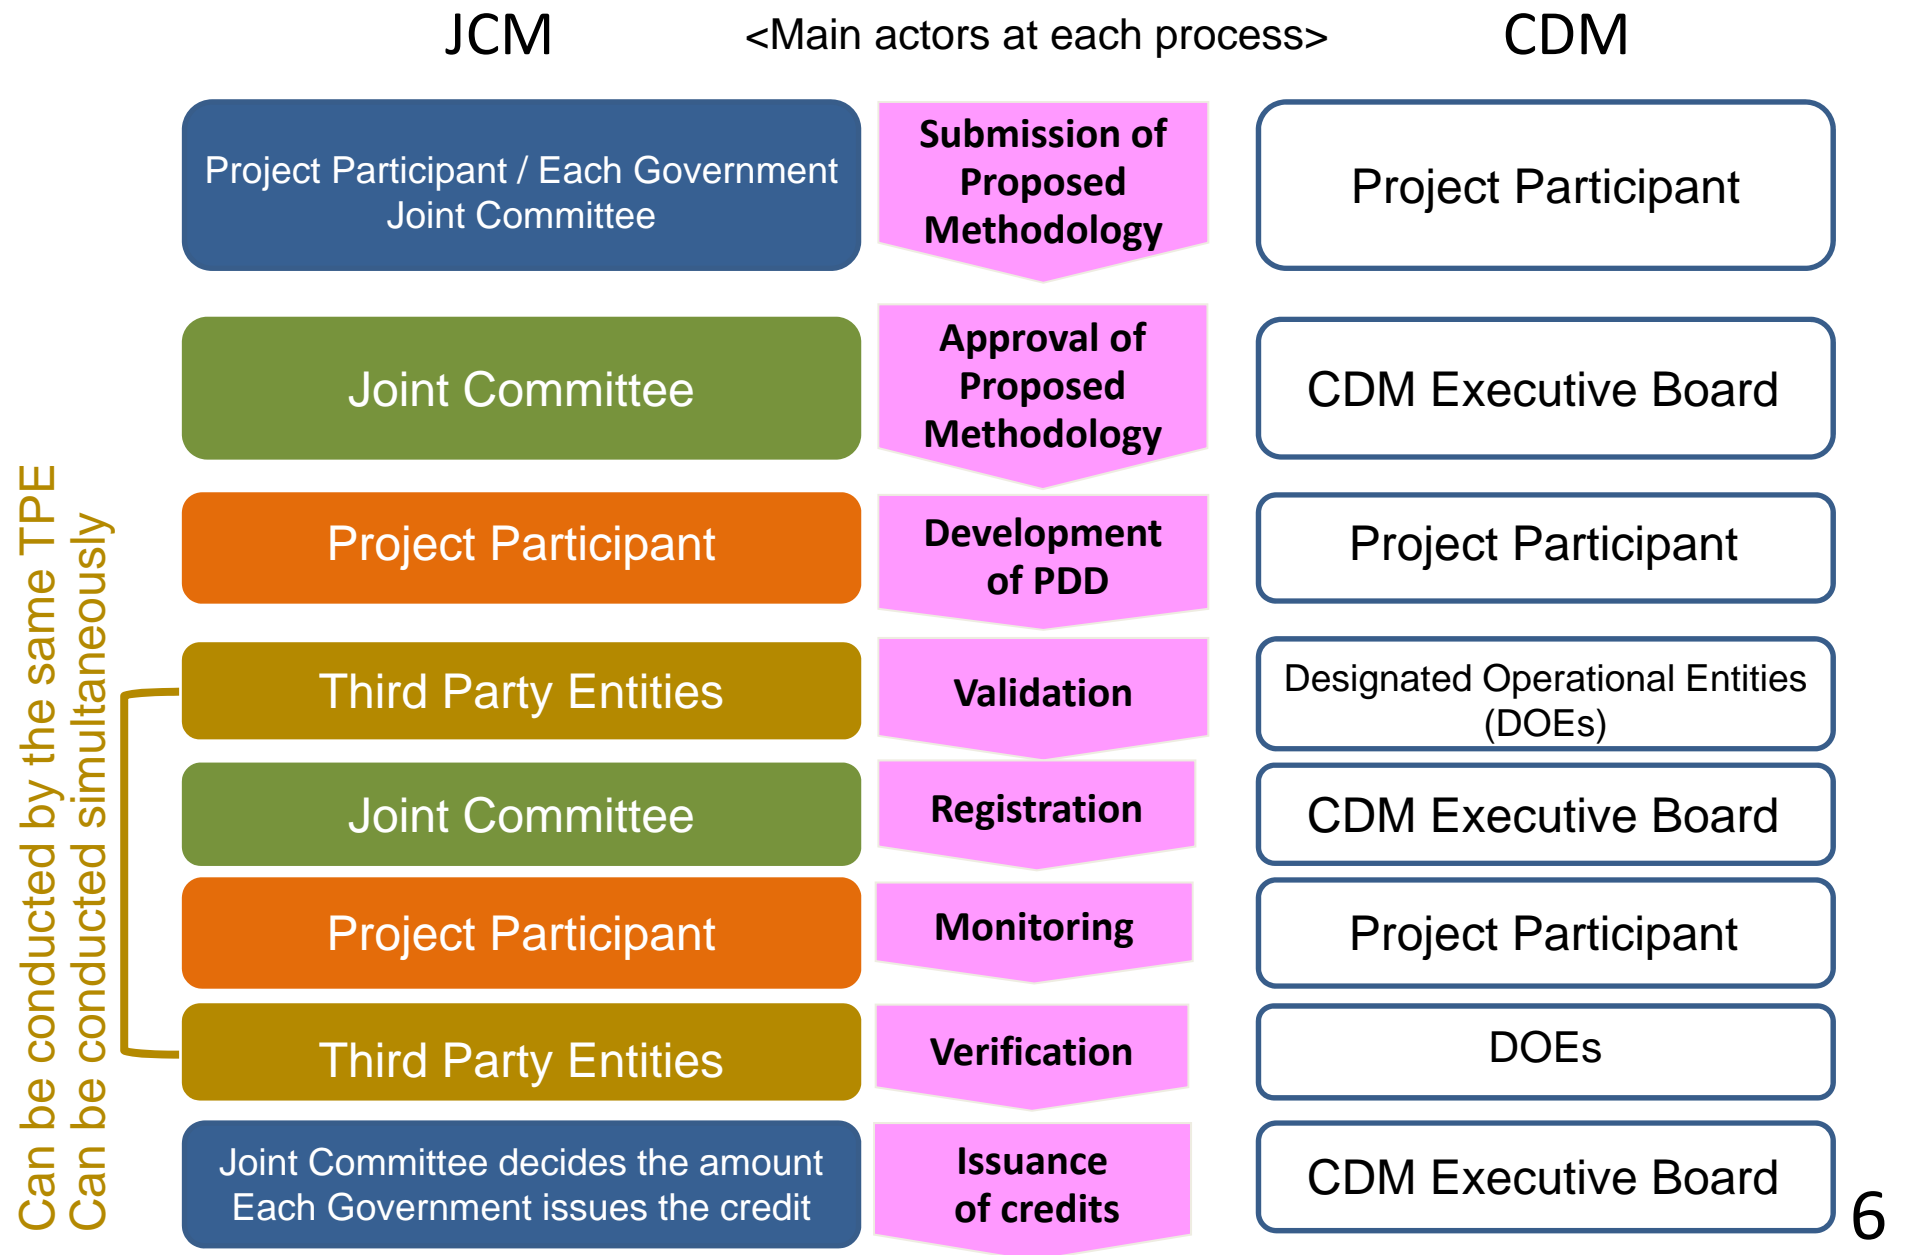 JCM <Main actors at each process> CDM
Project Participant / Each Government
Joint Committee
Submission of
Proposed
Methodology
Project Participant
Joint Committee
Approval of
Proposed
Methodology
CDM Executive Board
Project Participant
Development
of PDD
Project Participant
Third Party Entities
Validation
Designated Operational Entities
(DOEs)
Joint Committee
Registration
CDM Executive Board
Project Participant
Monitoring
Project Participant
Third Party Entities
Verification
DOEs
Joint Committee decides the amount
Each Government issues the credit
Issuance
of credits
CDM Executive Board
Can be conducted by the same TPE
Can be conducted simultaneously
6